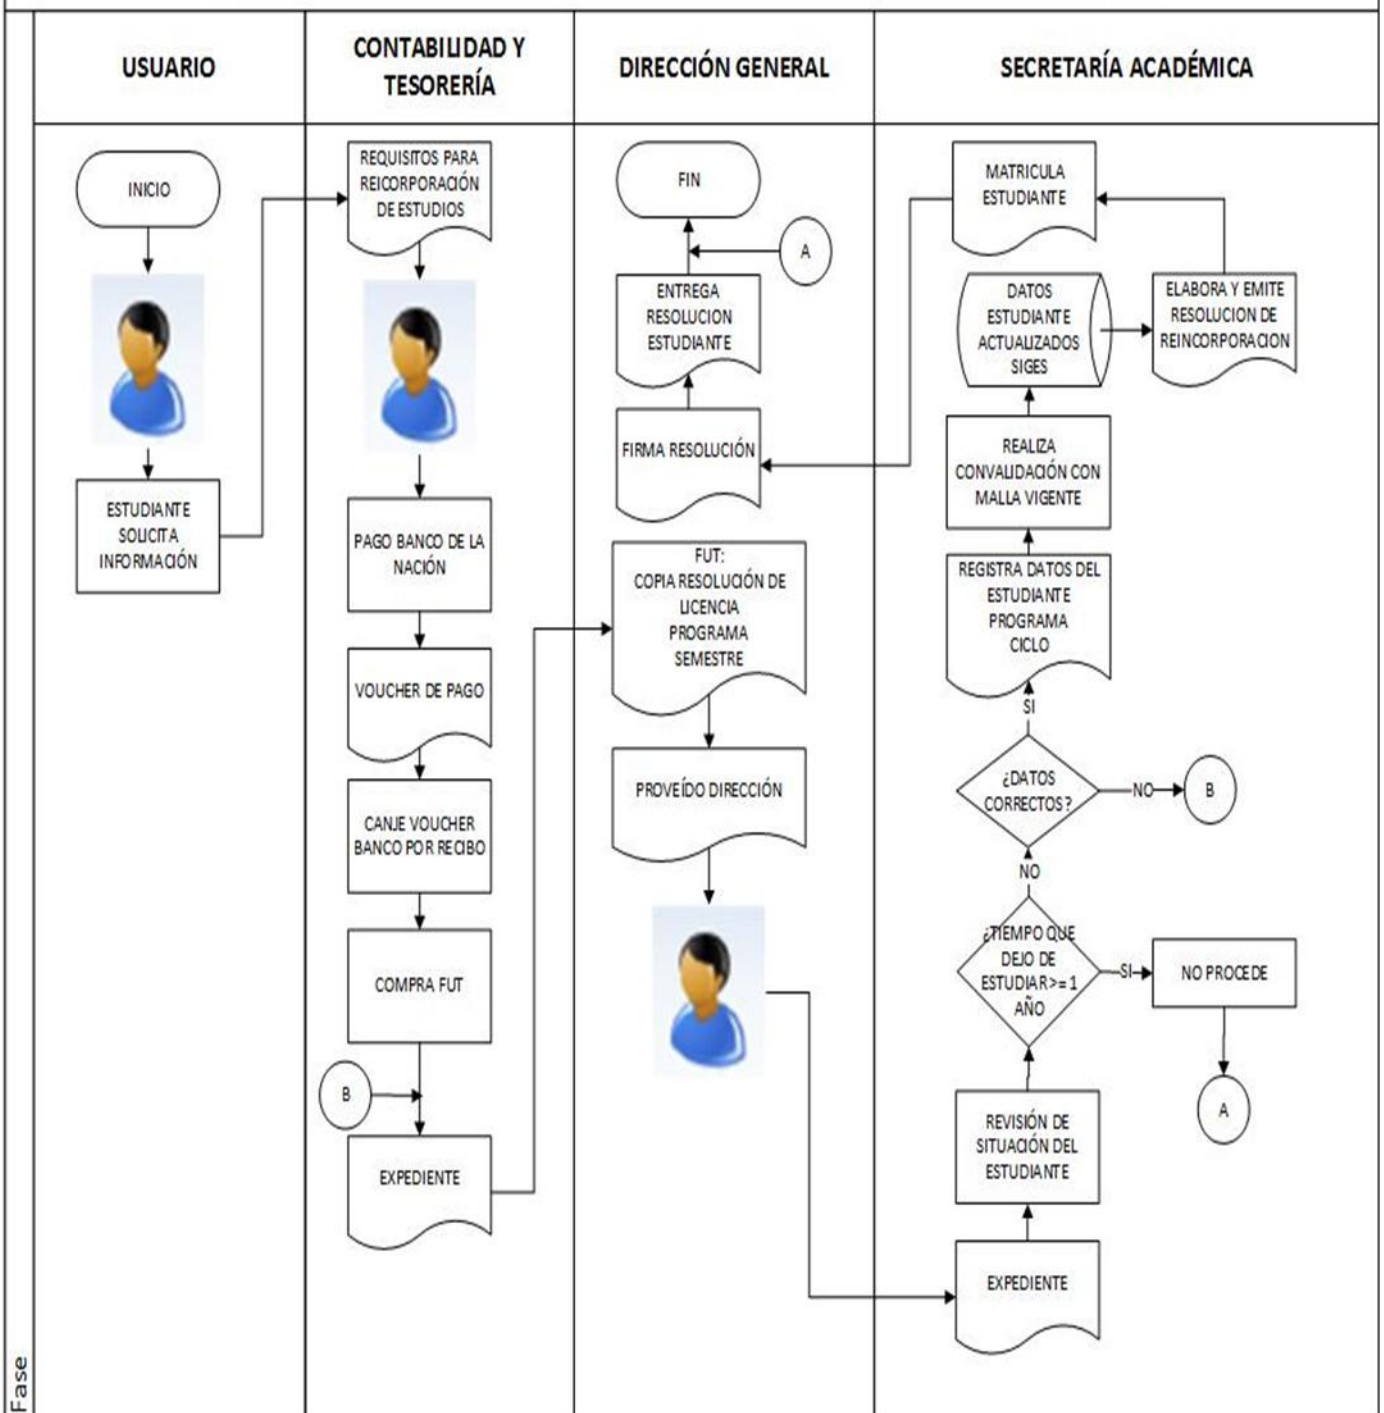 USUARIO
CONTABILIDAD Y
TESORERÍA
DIRECCIÓN GENERAL
SECRETARÍA ACADÉMICA
INICIO
ESTUDIANTE
SOLICITA
INFORMACIÓN
REQUISITOS PARA
REICORPORACIÓN
DE ESTUDIOS
PAGO BANCO DE LA
NACIÓN
VOUCHER DE PAGO
CANJE VOUCHER
BANCO POR RECIBO
COMPRA FUT
B
EXPEDIENTE
FIN
A
ENTREGA
RESOLUCION
ESTUDIANTE
FIRMA RESOLUCIÓN
FUT:
COPIA RESOLUCIÓN DE
LICENCIA
PROGRAMA
SEMESTRE
PROVEÍDO DIRECCIÓN
MATRICULA
ESTUDIANTE
DATOS
ESTUDIANTE
ACTUALIZADOS
SIGES
ELABORA Y EMITE
RESOLUCION DE
REINCORPORACION
REALIZA
CONVALIDACIÓN CON
MALLA VIGENTE
REGISTRA DATOS DEL
ESTUDIANTE
PROGRAMA
CICLO
SI
¿DATOS
CORRECTOS?
NO
B
NO
¿TIEMPO QUE
DEJO DE
ESTUDIAR>= 1
AÑO
SI
NO PROCEDE
A
REVISIÓN DE
SITUACIÓN DEL
ESTUDIANTE
EXPEDIENTE
Fase